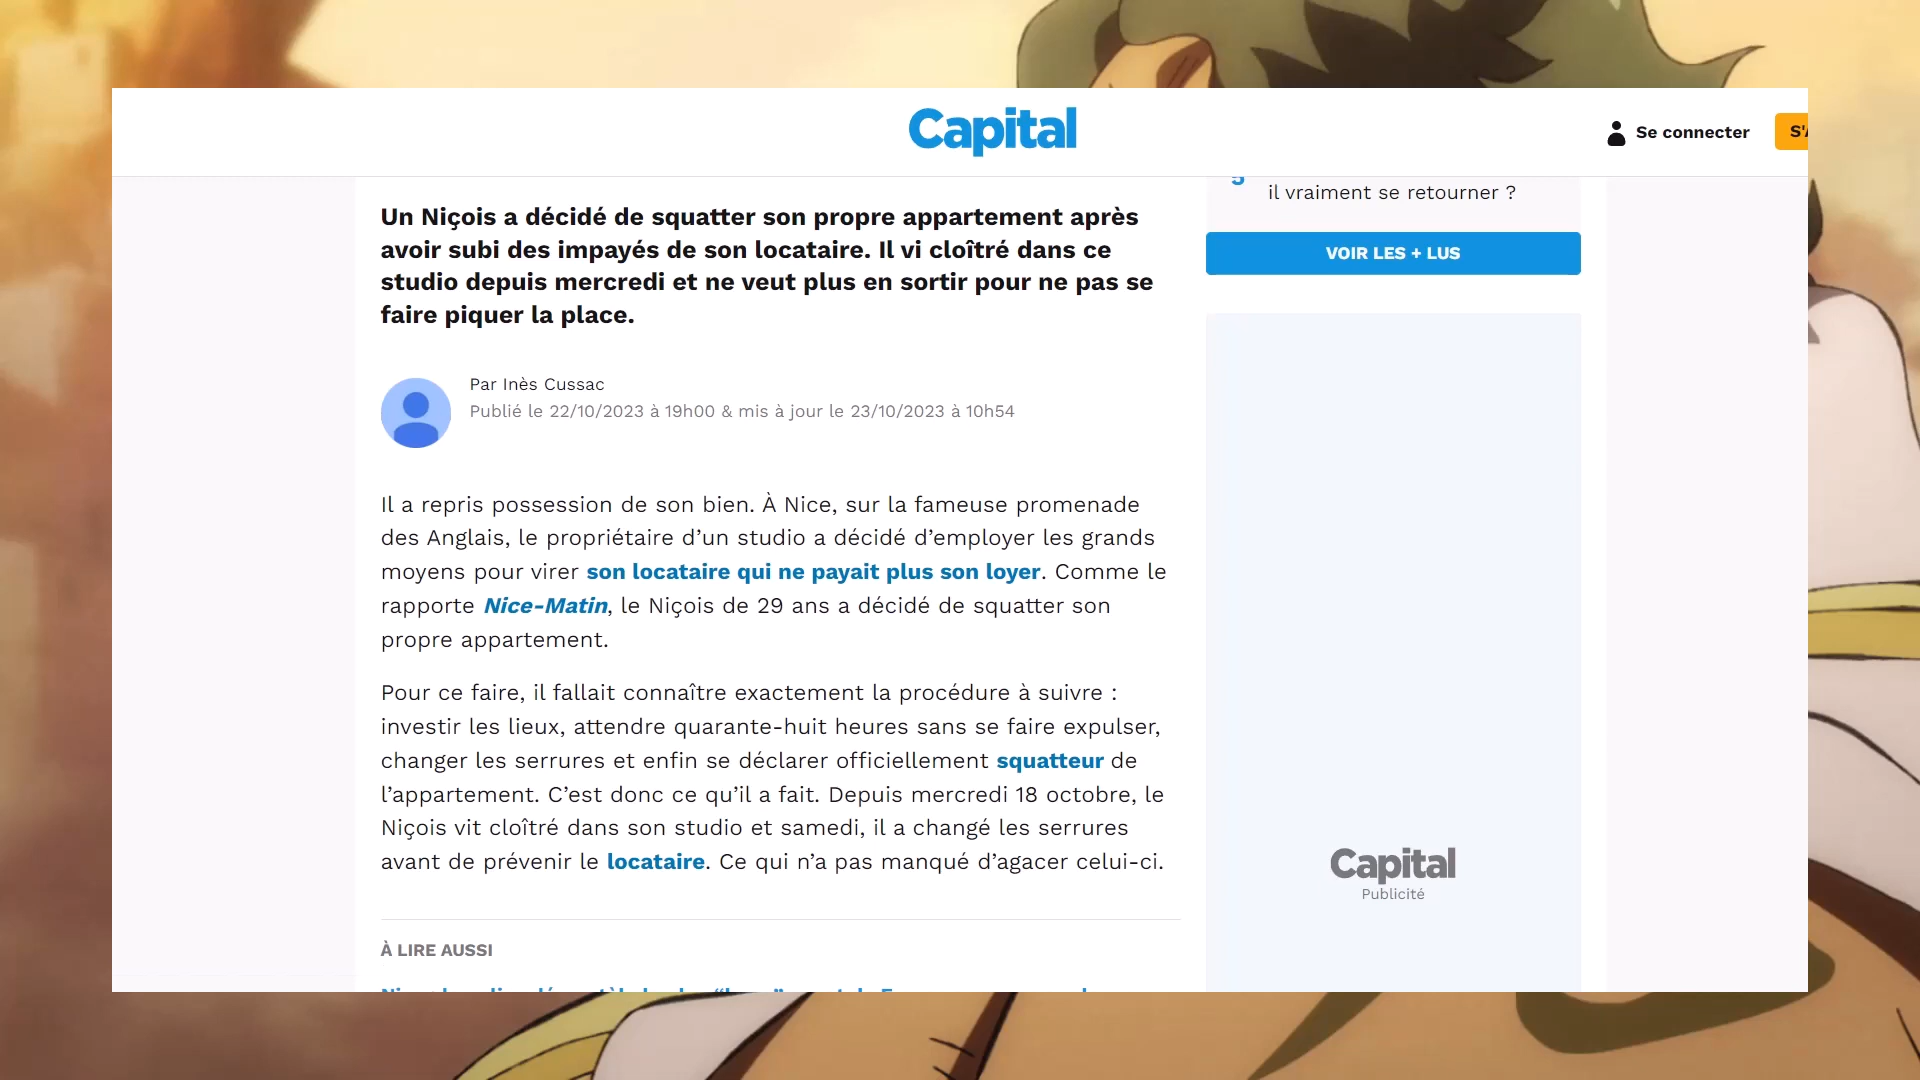 Capital
Se connecter
S'A
5
il vraiment se retourner ?
VOIR LES + LUS
Un Niçois a décidé de squatter son propre appartement après
avoir subi des impayés de son locataire. Il vi cloîtré dans ce
studio depuis mercredi et ne veut plus en sortir pour ne pas se
faire piquer la place.
Par Inès Cussac
Publié le 22/10/2023 à 19h00 & mis à jour le 23/10/2023 à 10h54
Il a repris possession de son bien. À Nice, sur la fameuse promenade
des Anglais, le propriétaire d’un studio a décidé d’employer les grands
moyens pour virer son locataire qui ne payait plus son loyer. Comme le
rapporte Nice-Matin, le Niçois de 29 ans a décidé de squatter son
propre appartement.
Pour ce faire, il fallait connaître exactement la procédure à suivre :
investir les lieux, attendre quarante-huit heures sans se faire expulser,
changer les serrures et enfin se déclarer officiellement squatteur de
l’appartement. C’est donc ce qu’il a fait. Depuis mercredi 18 octobre, le
Niçois vit cloîtré dans son studio et samedi, il a changé les serrures
avant de prévenir le locataire. Ce qui n’a pas manqué d’agacer celui-ci.
À LIRE AUSSI
Capital
Publicité